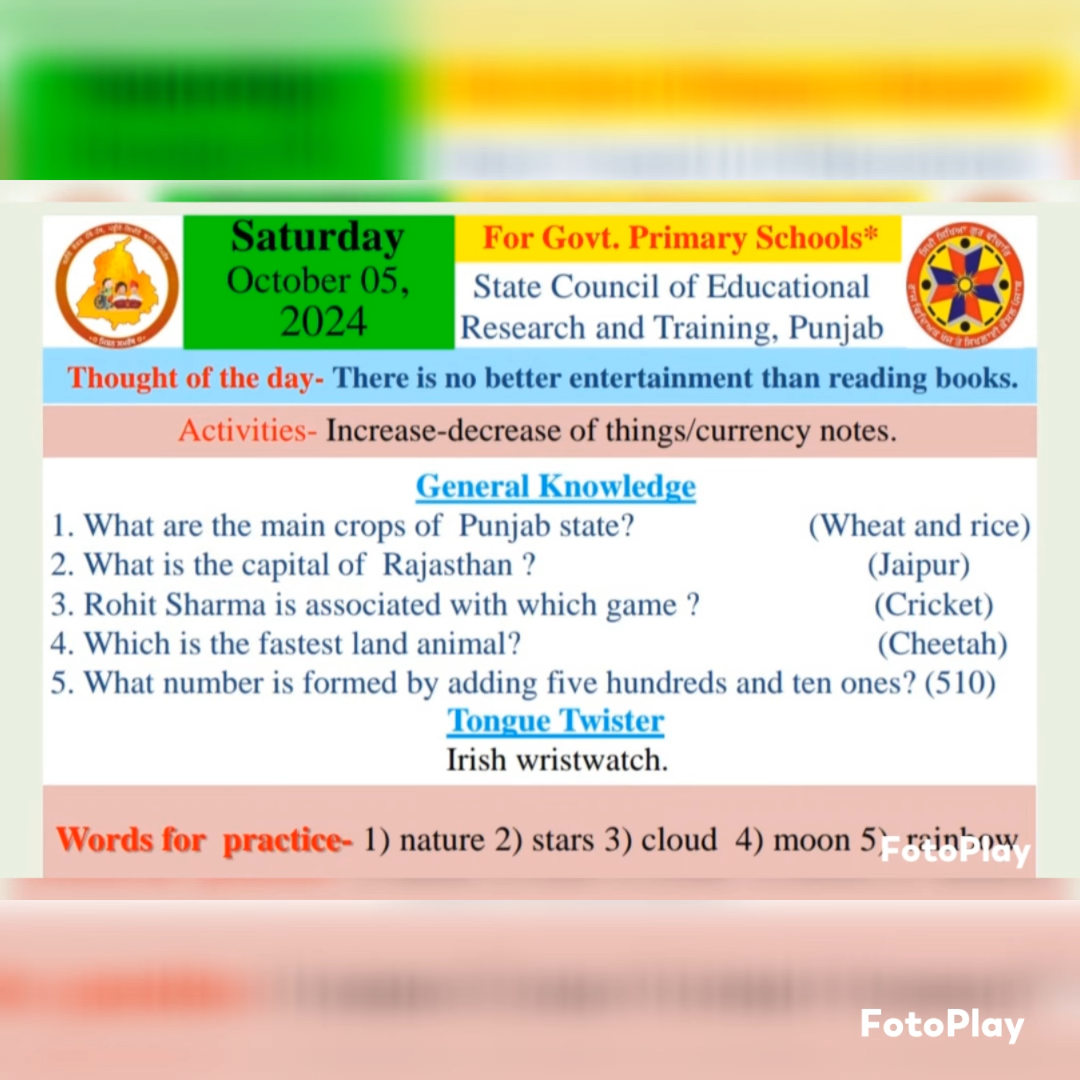 Saturday
October 05,
2024
For Govt. Primary Schools*
State Council of Educational
Research and Training, Punjab
Thought of the day- There is no better entertainment than reading books.
Activities- Increase-decrease of things/currency notes.
General Knowledge
1. What are the main crops of Punjab state? (Wheat and rice)
2. What is the capital of Rajasthan ? (Jaipur)
3. Rohit Sharma is associated with which game ? (Cricket)
4. Which is the fastest land animal? (Cheetah)
5. What number is formed by adding five hundreds and ten ones? (510)
Tongue Twister
Irish wristwatch.
Words for practice- 1) nature 2) stars 3) cloud 4) moon 5) rainbow
FotoPlay
FotoPlay